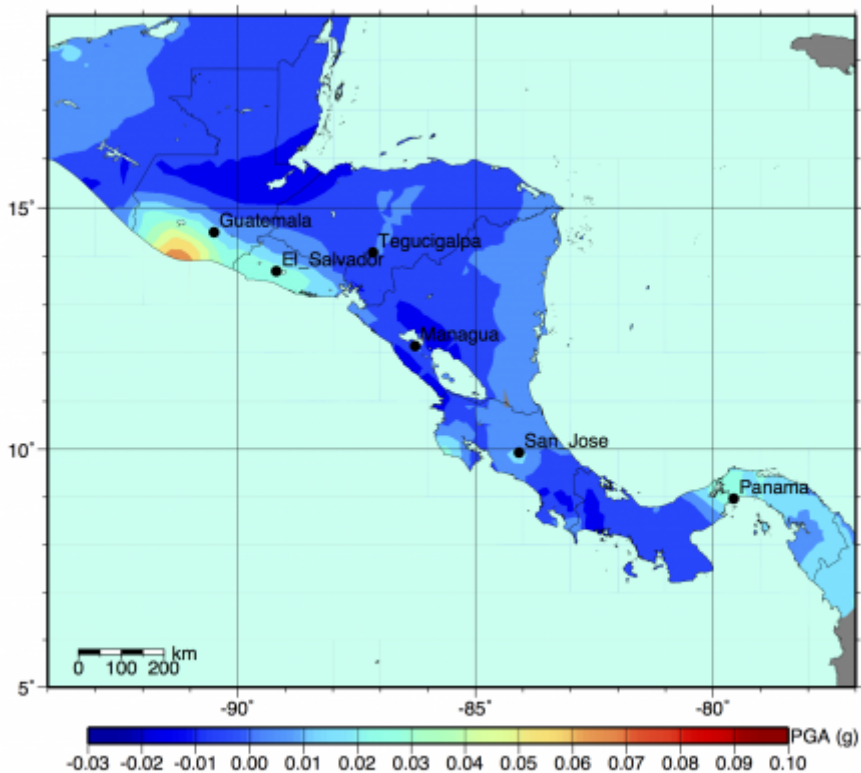 15˚
10˚
5˚
Guatemala
Tegucigalpa
El_Salvador
Managua
San_Jose
Panama
km
0 100 200
-90˚ -85˚ -80˚
PGA (g)
-0.03 -0.02 -0.01 0.00 0.01 0.02 0.03 0.04 0.05 0.06 0.07 0.08 0.09 0.10